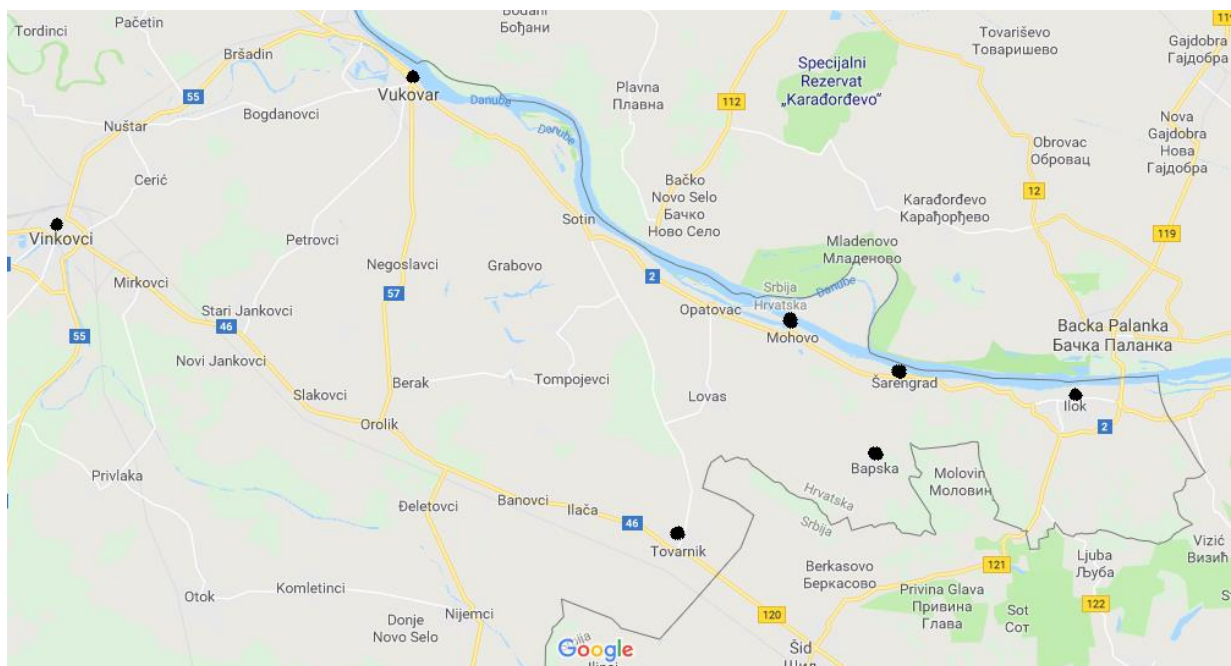 Bođani
Бођани
Pačetin
Tordinci
Tovariševo
Товаришево
119
Gajdobra
Гајдобра
Bršadin
Specijalni
Rezervat
„Karađorđevo“
Plavna
Плавна
Vukovar
55
Danube
112
Bogdanovci
Nuštar
Danube
Nova
Gajdobra
Нова
Гајдобра
Obrovac
Обровац
Cerić
Bačko
Novo Selo
Бачко
Ново Село
12
Karađorđevo
Карађорђево
Sotin
Vinkovci
Petrovci
119
Mladenovo
Младеново
Negoslavci
Grabovo
2
Mirkovci
Srbija
Hrvatska
Danube
57
Stari Jankovci
46
Opatovac
Mohovo
Backa Palanka
Бачка Паланка
55
Novi Jankovci
Berak
Tompojevci
Šarengrad
Slakovci
Lovas
Ilok
2
Orolik
Bapska
Privlaka
Molovin
Моловин
Hrvatska
Srbija
Đeletovci
Banovci
Ilača
46
Tovarnik
Vizić
Визић
Ljuba
Љуба
121
Berkasovo
Беркасово
Komletinci
Otok
Privina Glava
Привина
Глава
Sot
Сот
122
Donje
Novo Selo
Nijemci
120
Srbija
Google
Šid
Шид
Ilinci